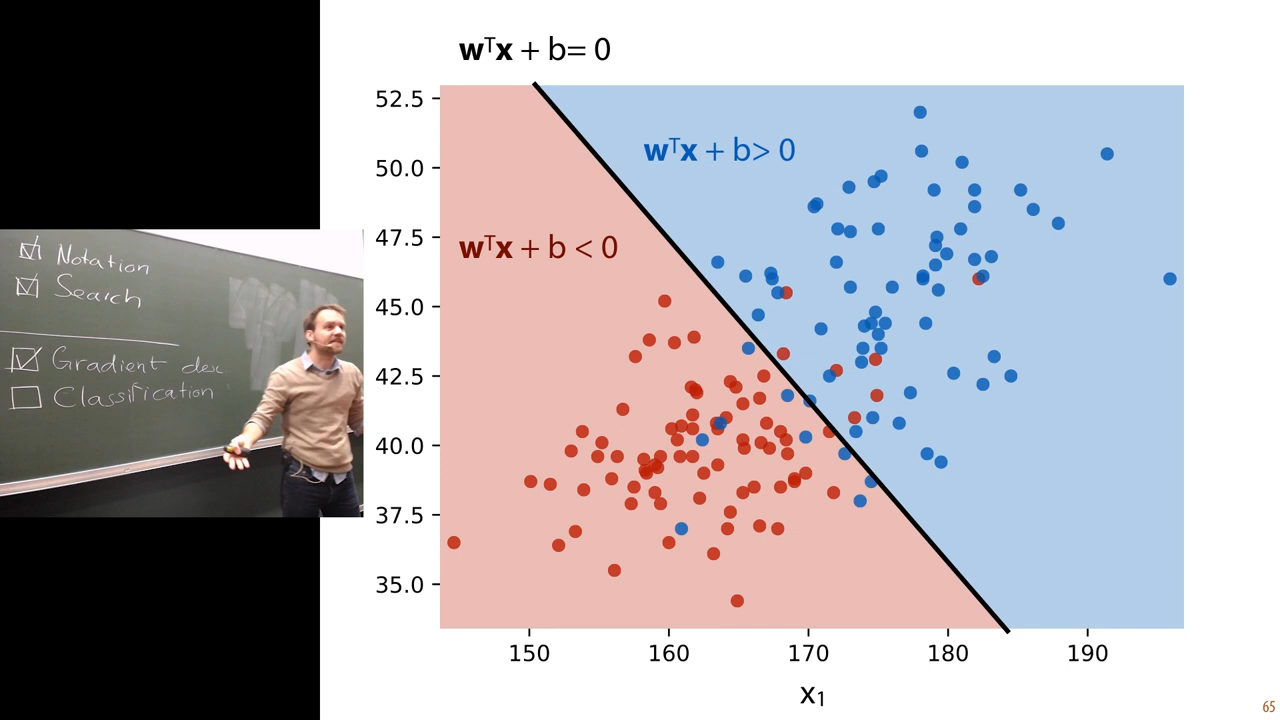 wᵀx + b= 0
52.5
50.0
47.5
45.0
42.5
40.0
37.5
35.0
wᵀx + b> 0
wᵀx + b < 0
150 160 170 180 190
x₁
Notation
Search
Gradient desc
Classification
65